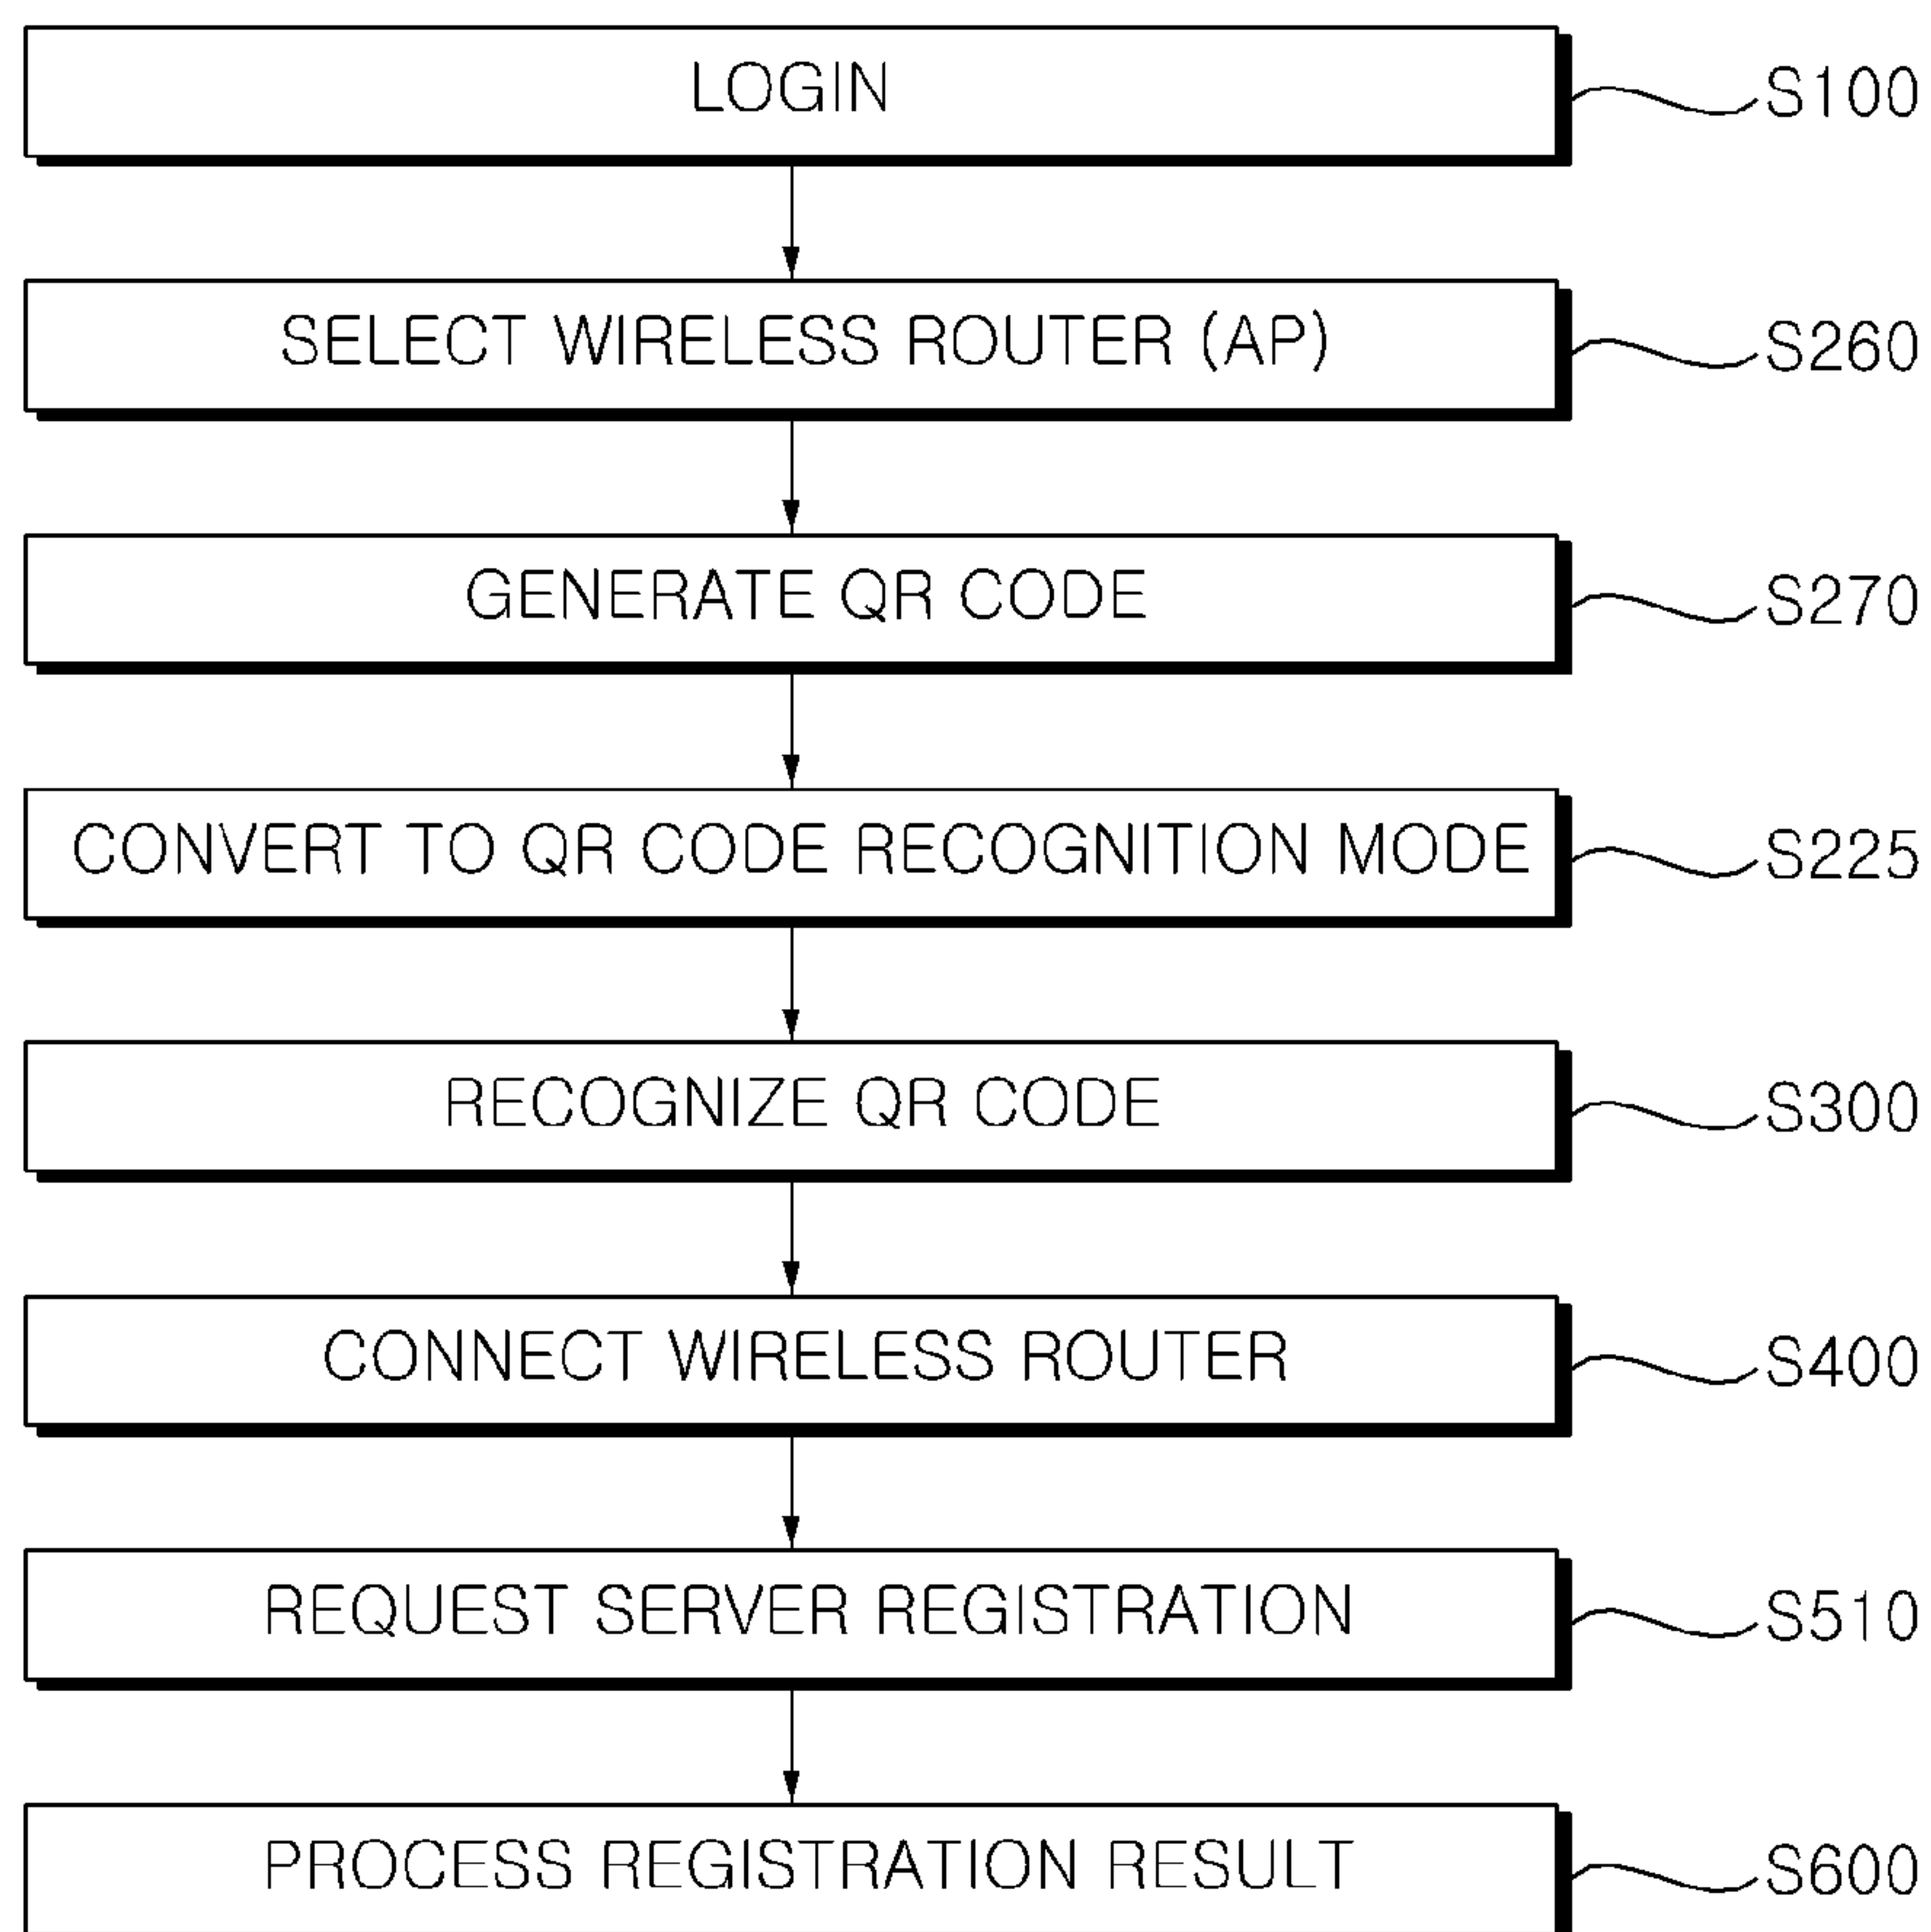 LOGIN S100
SELECT WIRELESS ROUTER (AP) S260
GENERATE QR CODE S270
CONVERT TO QR CODE RECOGNITION MODE S225
RECOGNIZE QR CODE S300
CONNECT WIRELESS ROUTER S400
REQUEST SERVER REGISTRATION S510
PROCESS REGISTRATION RESULT S600